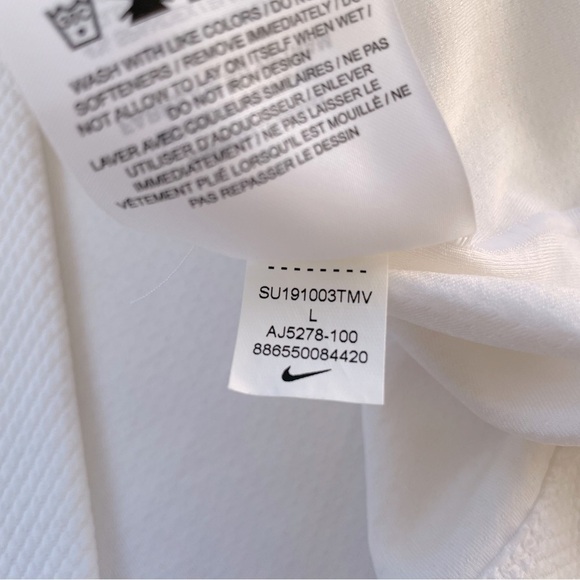 WASH WITH LIKE COLORS / DO NO
SOFTENERS / REMOVE IMMEDIATELY / DO
NOT ALLOW TO LAY ON ITSELF WHEN WET /
DO NOT IRON DESIGN
LAVER AVEC COULEURS SIMILAIRES / NE PAS
UTILISER D'ADOUCISSEUR / ENLEVER
IMMÉDIATEMENT / NE PAS LAISSER LE
VÊTEMENT PLIÉ LORSQU'IL EST MOUILLÉ / NE
PAS REPASSER LE DESSIN
SU191003TMV
L
AJ5278-100
886550084420